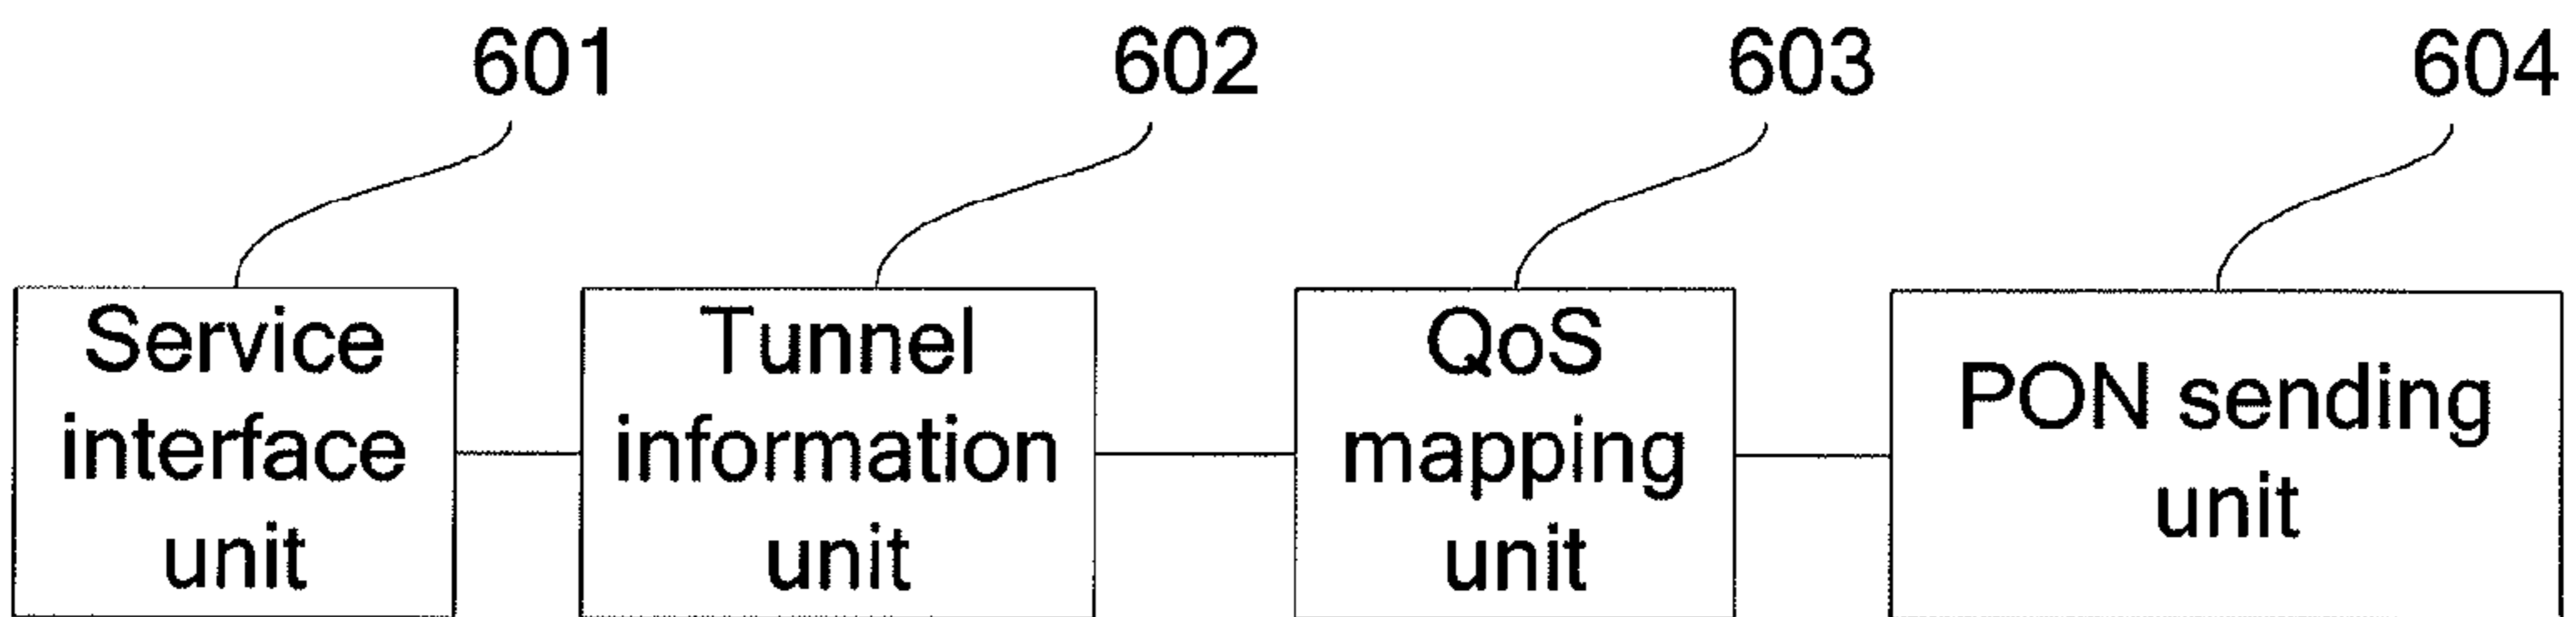 601
602
603
604
Service
interface
unit
Tunnel
information
unit
QoS
mapping
unit
PON sending
unit